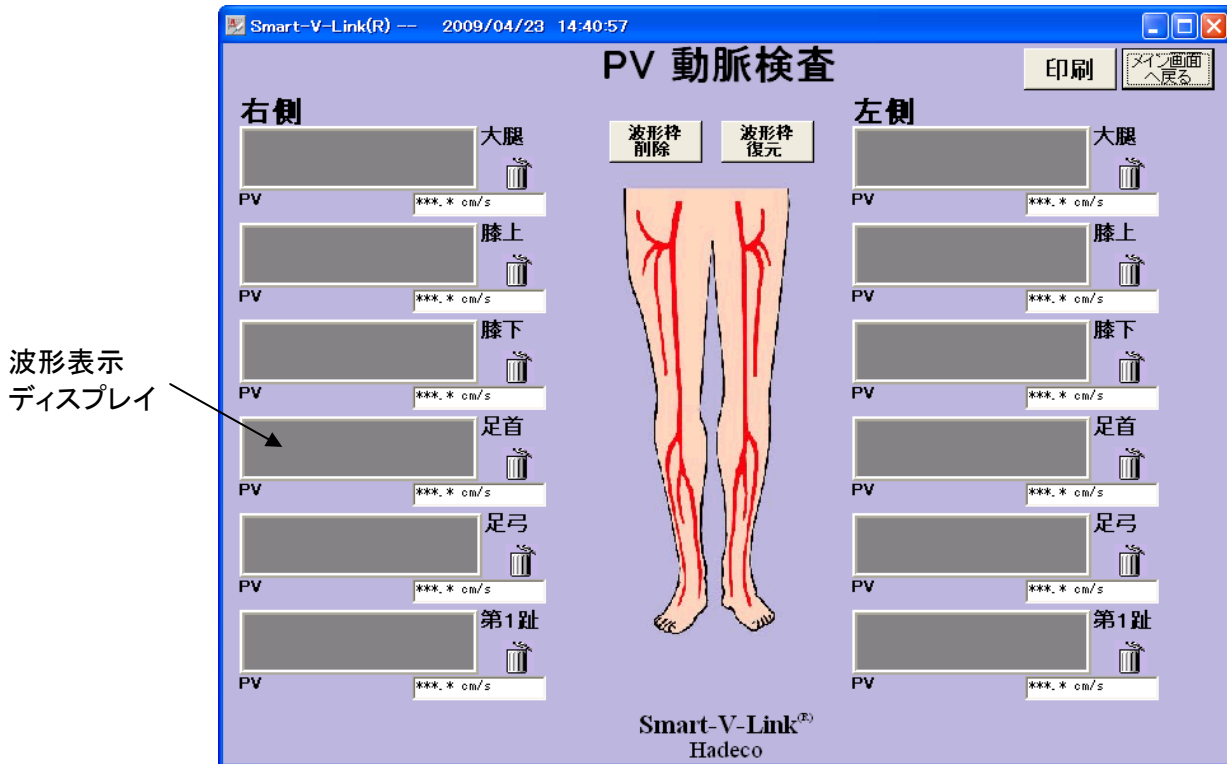 Smart-V-Link(R) -- 2009/04/23 14:40:57
PV 動脈検査
印刷
メイン画面
へ戻る
右側
左側
波形枠
削除
波形枠
復元
大腿
PV ***.* cm/s
膝上
PV ***.* cm/s
膝下
PV ***.* cm/s
足首
PV ***.* cm/s
足弓
PV ***.* cm/s
第1趾
PV ***.* cm/s
大腿
PV ***.* cm/s
膝上
PV ***.* cm/s
膝下
PV ***.* cm/s
足首
PV ***.* cm/s
足弓
PV ***.* cm/s
第1趾
PV ***.* cm/s
波形表示
ディスプレイ
Smart-V-Link(R)
Hadeco